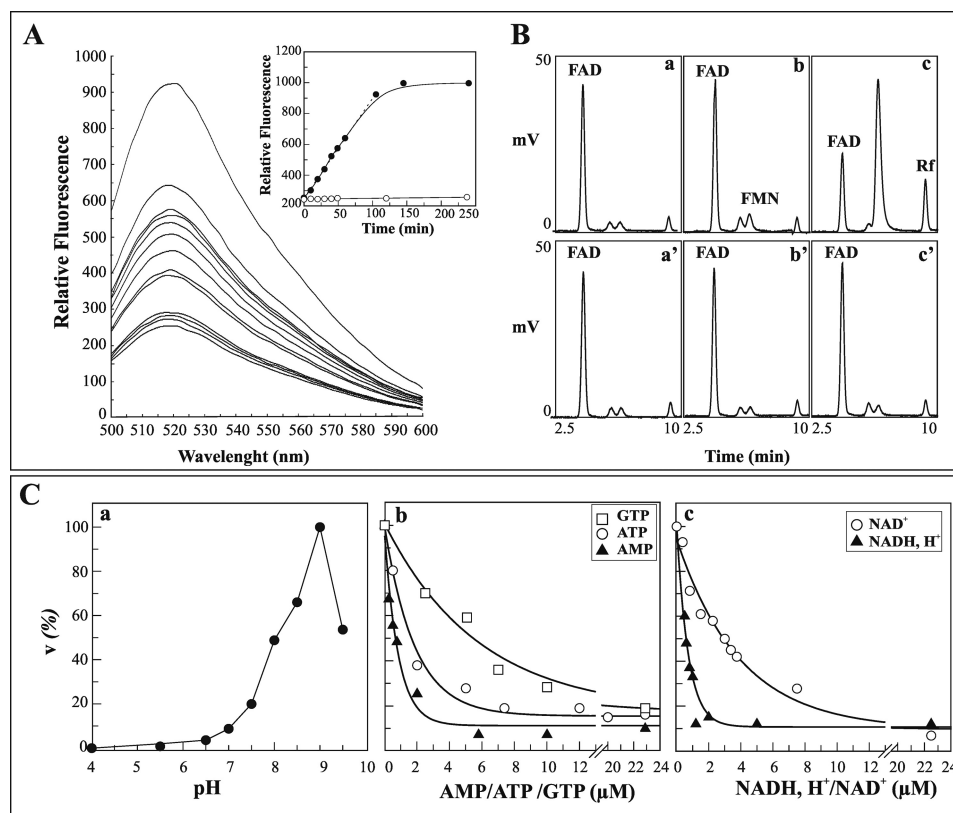 A
Relative Fluorescence
1000
900
800
700
600
500
400
300
200
100
0
500 510 520 530 540 550 560 570 580 590 600
Wavelenght (nm)
Relative Fluorescence
1200
1000
800
600
400
200
0 50 100 150 200 250
Time (min)
B
50
mV
0
FAD a
FAD b
FMN
FAD c
Rf
50
mV
0
FAD a’
FAD b’
FAD c’
2.5 10 2.5 10 2.5 10
Time (min)
C
v (%)
100
80
60
40
20
0
a
4 5 6 7 8 9 10
pH
b
GTP
ATP
AMP
0 2 4 6 8 10 12 22 24
AMP/ATP /GTP (µM)
c
NAD+
NADH, H+
0 2 4 6 8 10 12 22 24
NADH, H+/NAD+ (µM)